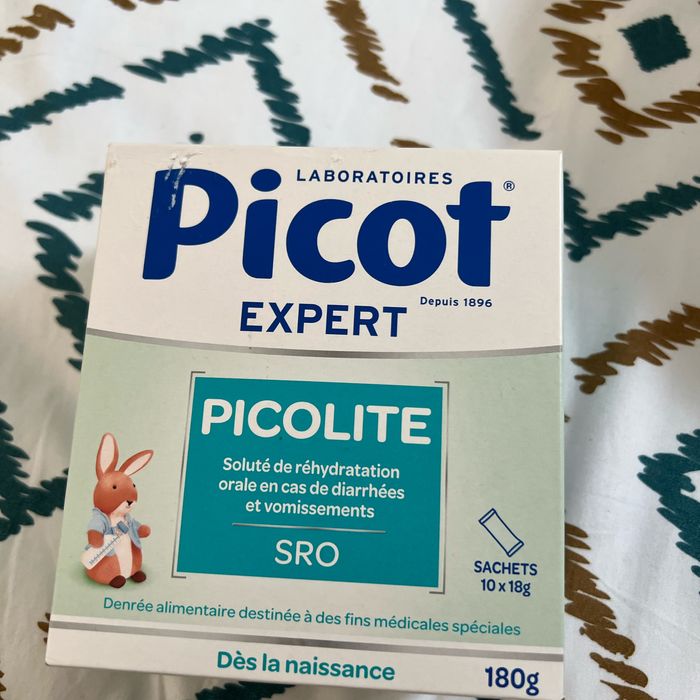 LABORATOIRES
Picot®
Depuis 1896
EXPERT
PICOLITE
Soluté de réhydratation
orale en cas de diarrhées
et vomissements
SRO
SACHETS
10 x 18g
Denrée alimentaire destinée à des fins médicales spéciales
Dès la naissance
180g